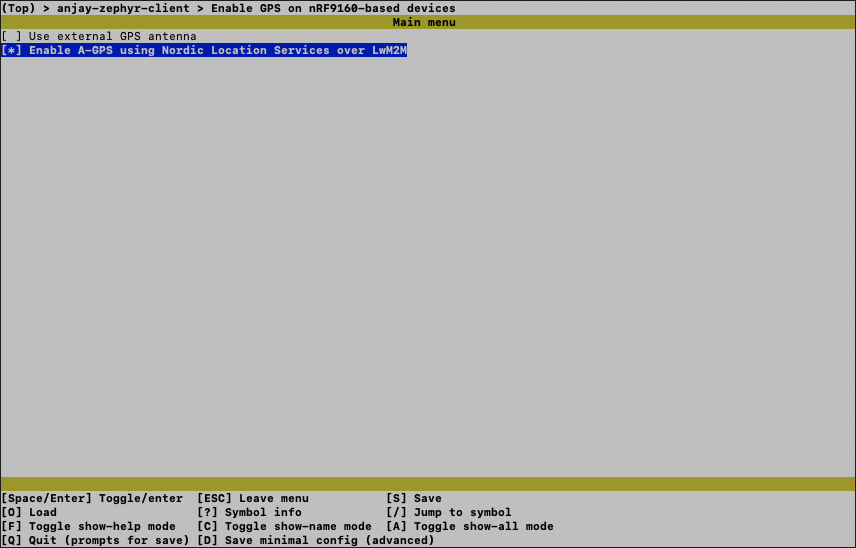 (Top) > anjay-zephyr-client > Enable GPS on nRF9160-based devices
Main menu
[ ] Use external GPS antenna
[*] Enable A-GPS using Nordic Location Services over LwM2M
[Space/Enter] Toggle/enter  [ESC] Leave menu           [S] Save
[O] Load                    [?] Symbol info            [/] Jump to symbol
[F] Toggle show-help mode   [C] Toggle show-name mode  [A] Toggle show-all mode
[Q] Quit (prompts for save) [D] Save minimal config (advanced)